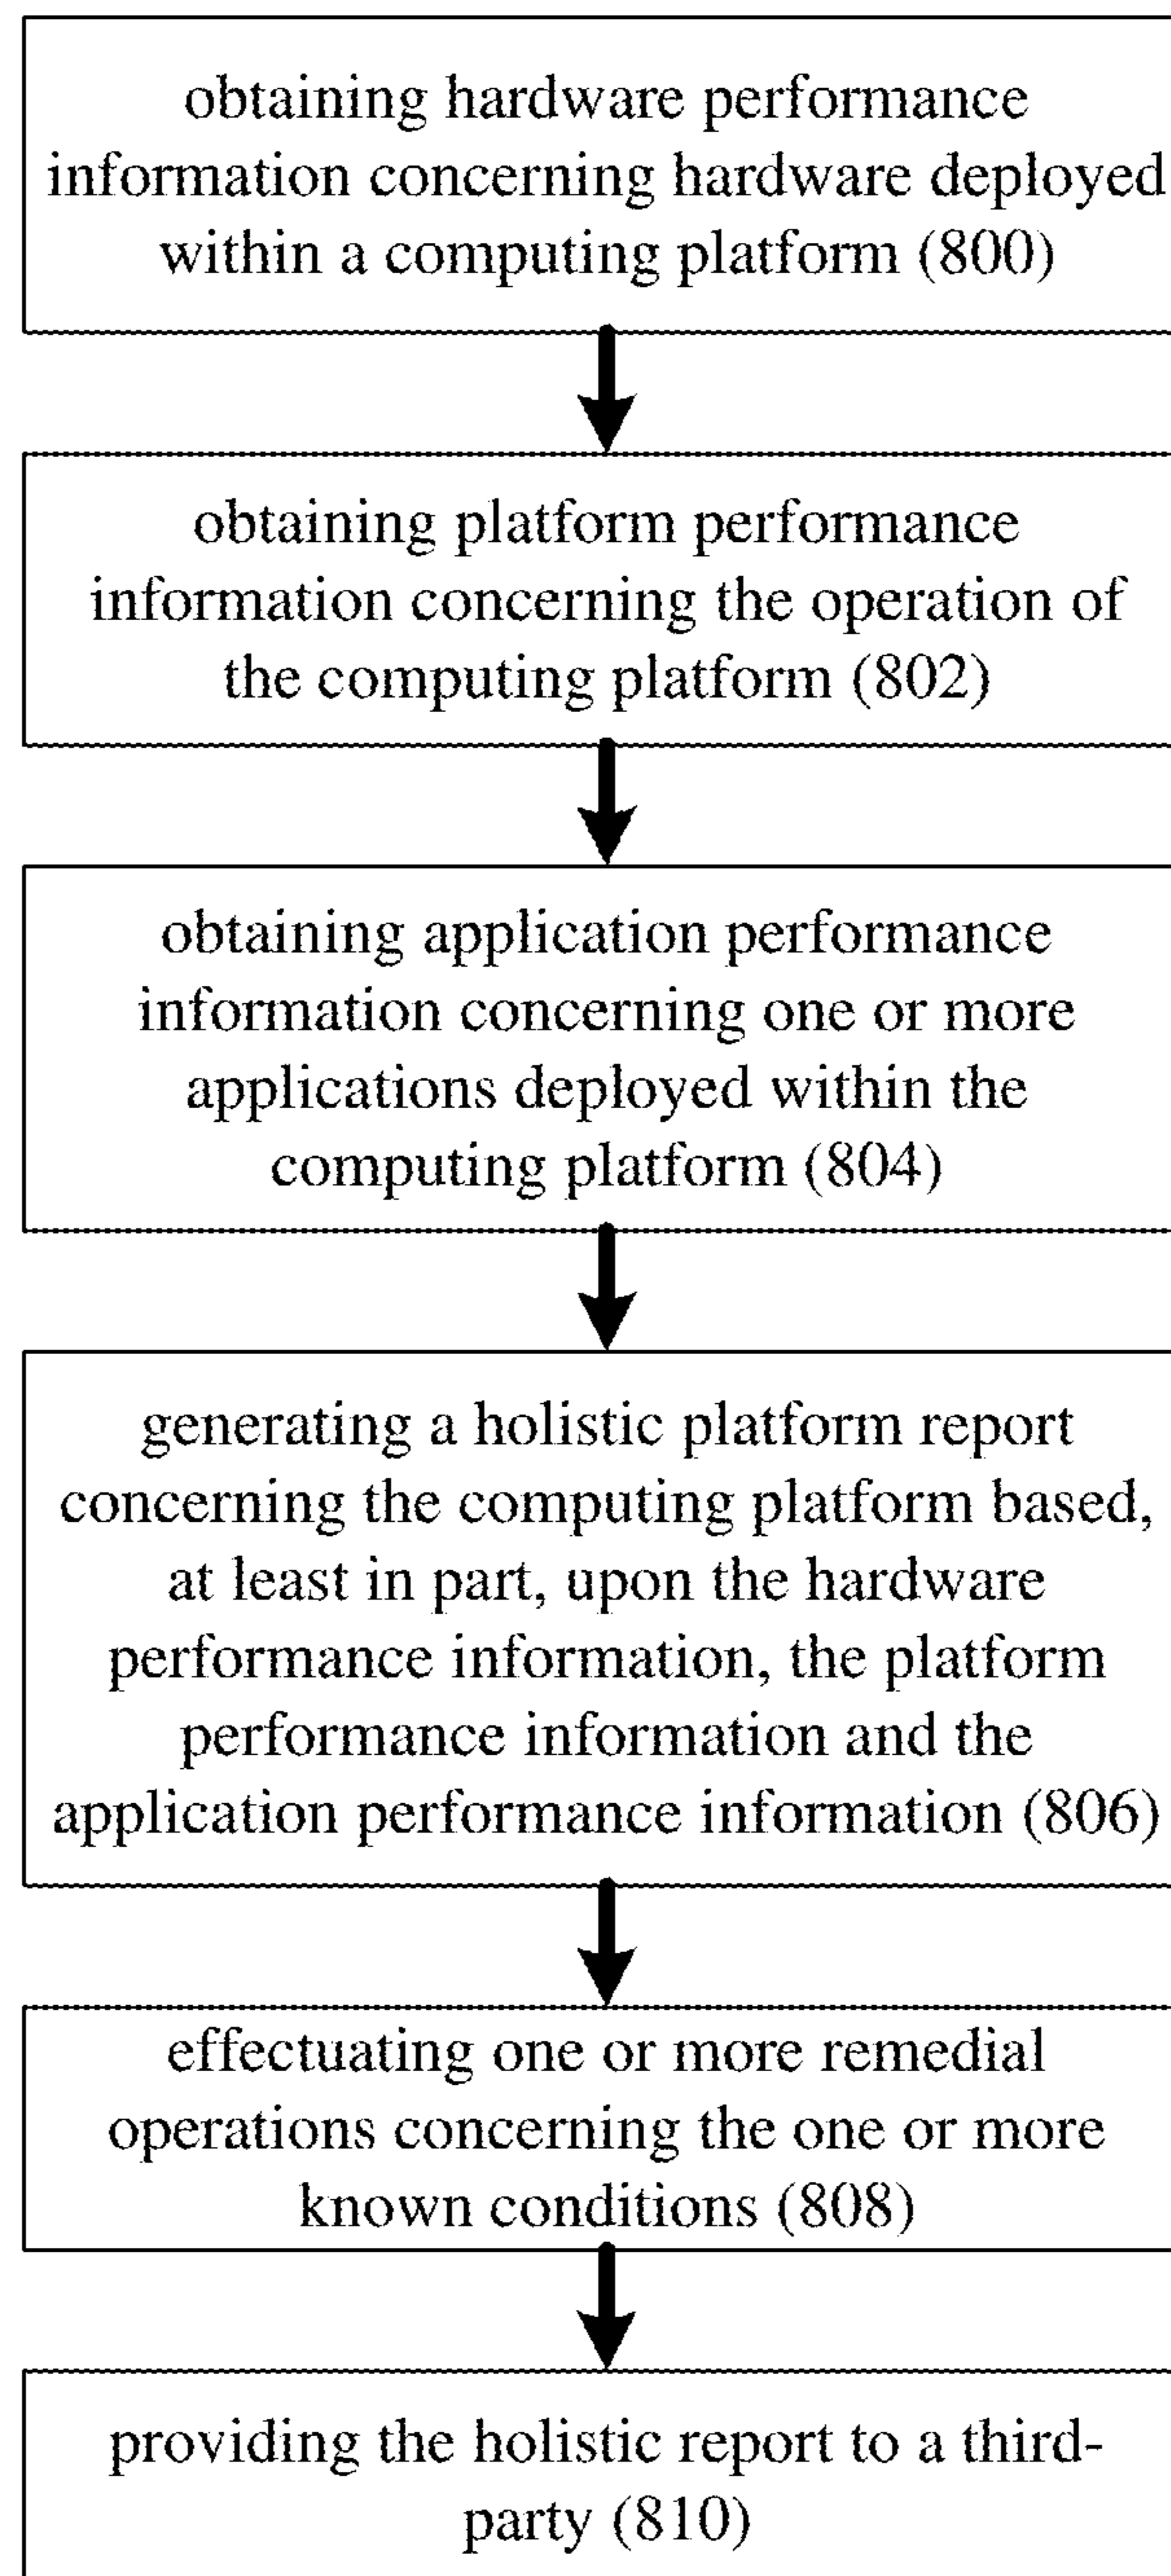 obtaining hardware performance
information concerning hardware deployed
within a computing platform (800)
obtaining platform performance
information concerning the operation of
the computing platform (802)
obtaining application performance
information concerning one or more
applications deployed within the
computing platform (804)
generating a holistic platform report
concerning the computing platform based,
at least in part, upon the hardware
performance information, the platform
performance information and the
application performance information (806)
effectuating one or more remedial
operations concerning the one or more
known conditions (808)
providing the holistic report to a third-
party (810)